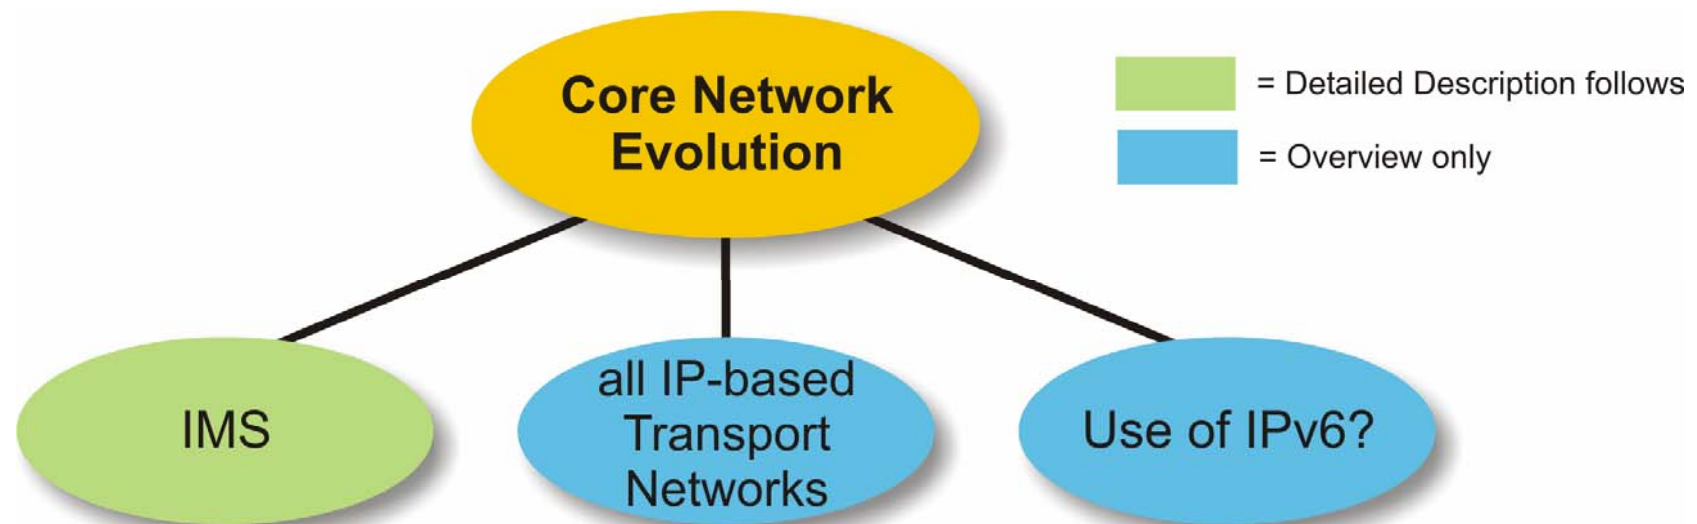 Core Network
Evolution
= Detailed Description follows
= Overview only
IMS
all IP-based
Transport
Networks
Use of IPv6?